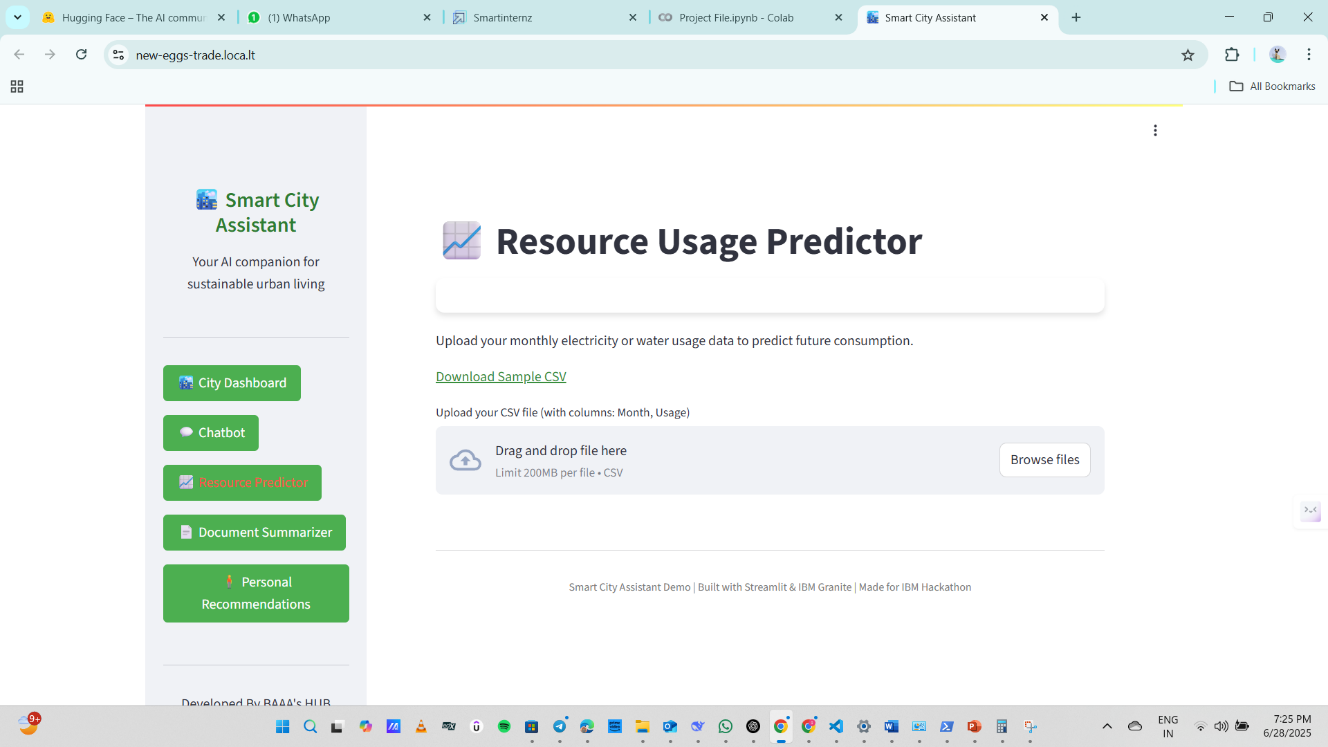 Hugging Face – The AI commun
(1) WhatsApp
Smartinternz
Project File.ipynb - Colab
Smart City Assistant
new-eggs-trade.loca.lt
All Bookmarks
Smart City
Assistant
Your AI companion for
sustainable urban living
City Dashboard
Chatbot
Resource Predictor
Document Summarizer
Personal
Recommendations
Developed By BAAA's HUB
Resource Usage Predictor
Upload your monthly electricity or water usage data to predict future consumption.
Download Sample CSV
Upload your CSV file (with columns: Month, Usage)
Drag and drop file here
Limit 200MB per file • CSV
Browse files
Smart City Assistant Demo | Built with Streamlit & IBM Granite | Made for IBM Hackathon
9+
ENG
IN
7:25 PM
6/28/2025